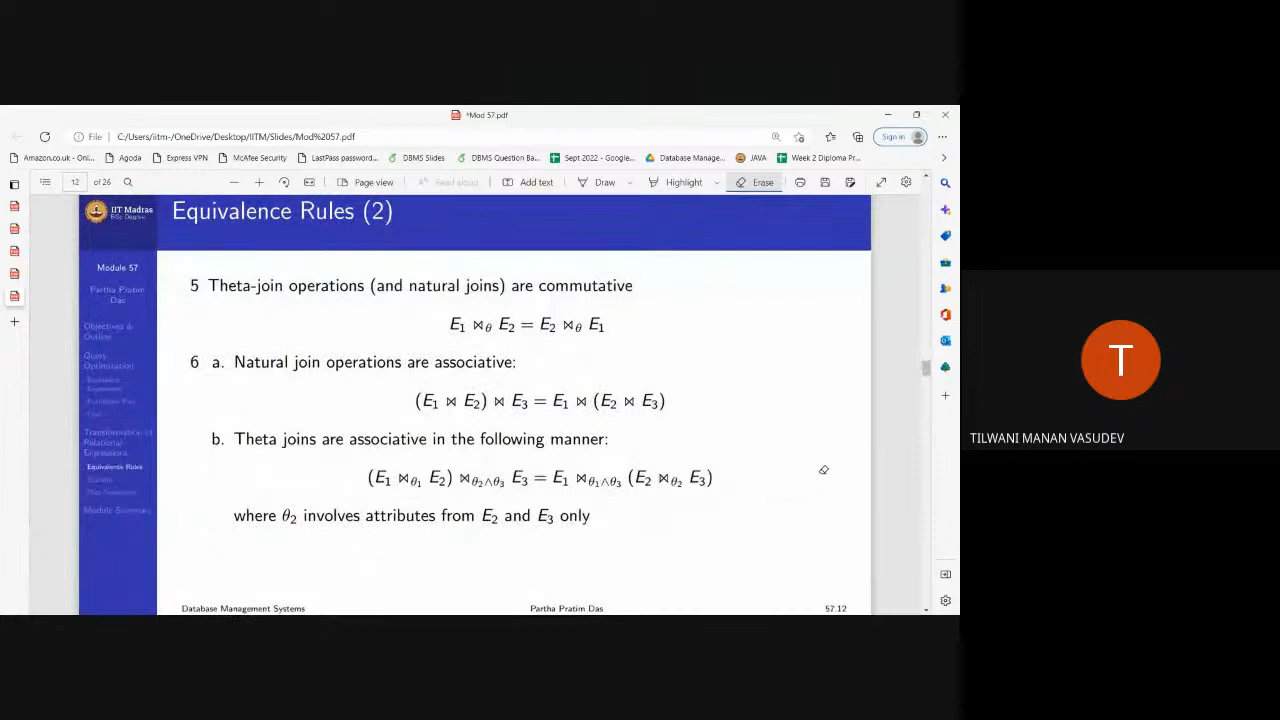 *Mod 57.pdf
File
C:/Users/iitm-/OneDrive/Desktop/IITM/Slides/Mod%2057.pdf
Sign in
Amazon.co.uk - Onl...
Agoda
Express VPN
McAfee Security
LastPass password...
DBMS Slides
DBMS Question Ba...
Sept 2022 - Google...
Database Manage...
JAVA
Week 2 Diploma Pr...
12 of 26
Page view
Read aloud
Add text
Draw
Highlight
Erase
IIT Madras
BSc Degree
Equivalence Rules (2)
Module 57
Partha Pratim
Das
Objectives &
Outline
Query
Optimization
Transformation of
Relational
Expressions
Equivalence Rules
Module Summary
5 Theta-join operations (and natural joins) are commutative
E₁ ⋈θ E₂ = E₂ ⋈θ E₁
6 a. Natural join operations are associative:
(E₁ ⋈ E₂) ⋈ E₃ = E₁ ⋈ (E₂ ⋈ E₃)
b. Theta joins are associative in the following manner:
(E₁ ⋈θ₁ E₂) ⋈θ₂∧θ₃ E₃ = E₁ ⋈θ₁∧θ₃ (E₂ ⋈θ₂ E₃)
where θ₂ involves attributes from E₂ and E₃ only
Database Management Systems
Partha Pratim Das
57.12
T
TILWANI MANAN VASUDEV